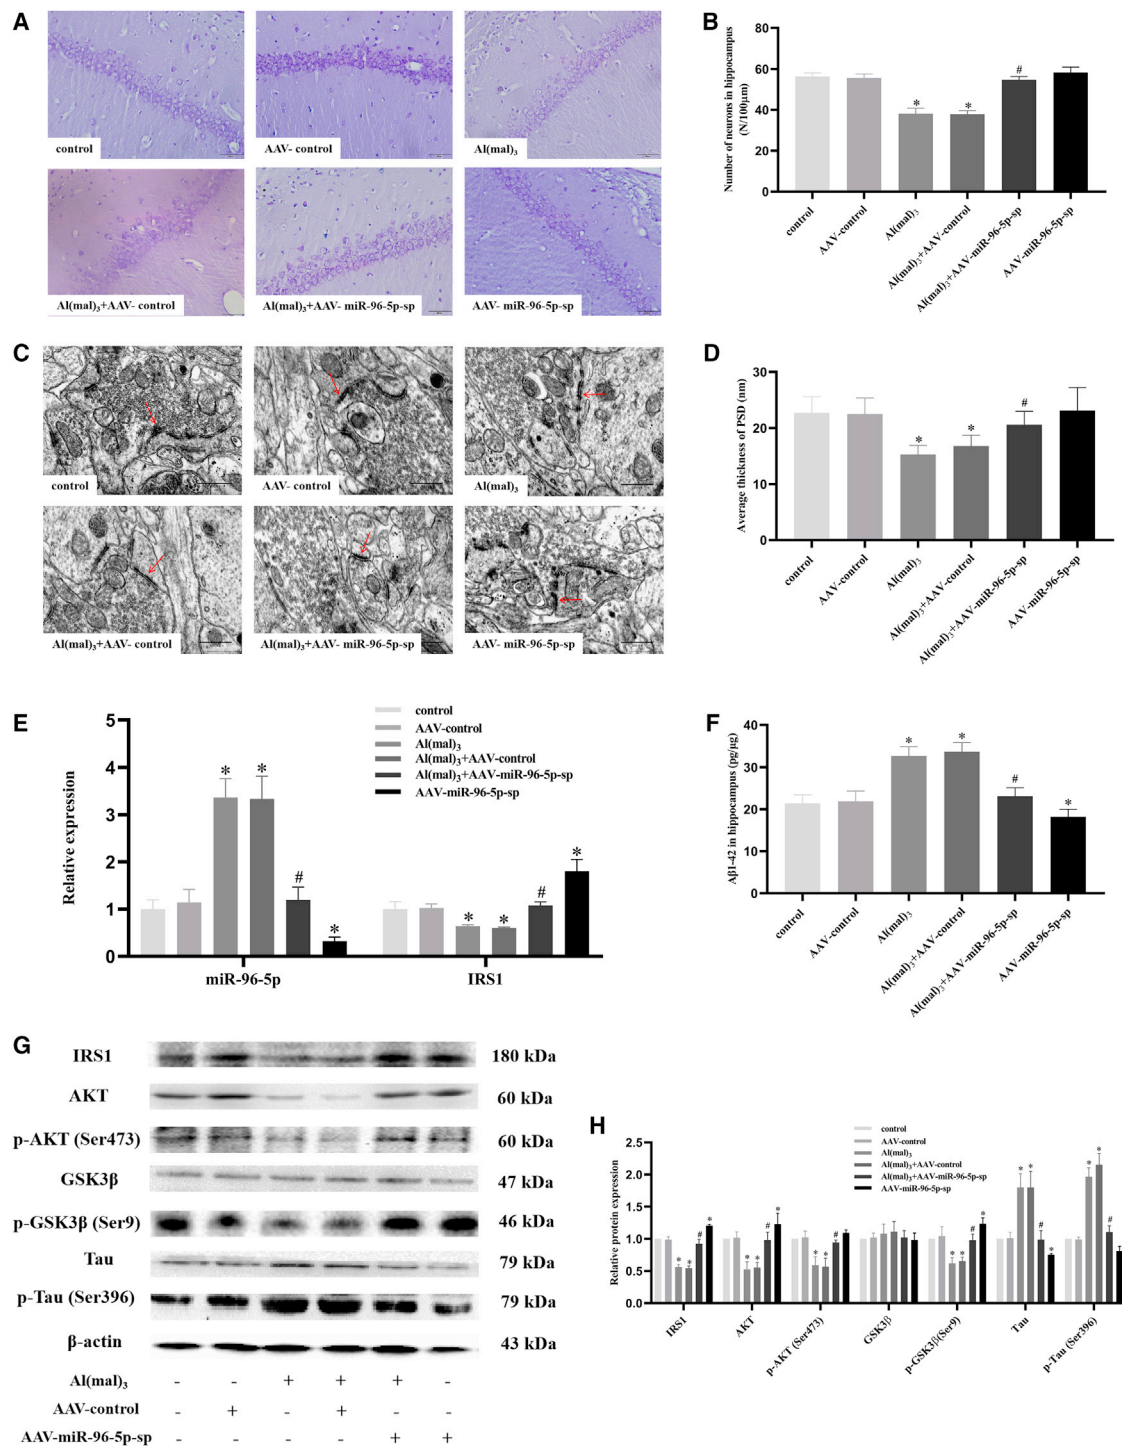 A
control
AAV- control
Al(mal)₃
Al(mal)₃+AAV- control
Al(mal)₃+AAV- miR-96-5p-sp
AAV- miR-96-5p-sp
B
Number of neurons in hippocampus
(N/100μm)
80
60
40
20
0
*
*
#
control
AAV-control
Al(mal)₃
Al(mal)₃+AAV-control
Al(mal)₃+AAV-miR-96-5p-sp
AAV-miR-96-5p-sp
C
control
AAV- control
Al(mal)₃
Al(mal)₃+AAV- control
Al(mal)₃+AAV- miR-96-5p-sp
AAV- miR-96-5p-sp
D
Average thickness of PSD (nm)
30
20
10
0
*
*
#
control
AAV-control
Al(mal)₃
Al(mal)₃+AAV-control
Al(mal)₃+AAV-miR-96-5p-sp
AAV-miR-96-5p-sp
E
Relative expression
5
4
3
2
1
0
control
AAV-control
Al(mal)₃
Al(mal)₃+AAV-control
Al(mal)₃+AAV-miR-96-5p-sp
AAV-miR-96-5p-sp
* * # *
* * # *
miR-96-5p
IRS1
F
Aβ1-42 in hippocampus (pg/μg)
40
30
20
10
0
*
*
#
*
control
AAV-control
Al(mal)₃
Al(mal)₃+AAV-control
Al(mal)₃+AAV-miR-96-5p-sp
AAV-miR-96-5p-sp
G
IRS1 180 kDa
AKT 60 kDa
p-AKT (Ser473) 60 kDa
GSK3β 47 kDa
p-GSK3β (Ser9) 46 kDa
Tau 79 kDa
p-Tau (Ser396) 79 kDa
β-actin 43 kDa
Al(mal)₃ - - + + + -
AAV-control - + - + - -
AAV-miR-96-5p-sp - - - - + +
H
Relative protein expression
2.5
2.0
1.5
1.0
0.5
0.0
control
AAV-control
Al(mal)₃
Al(mal)₃+AAV-control
Al(mal)₃+AAV-miR-96-5p-sp
AAV-miR-96-5p-sp
* * # *
* * # *
* * #
* * # *
* * # *
* * #
IRS1
AKT
p-AKT (Ser473)
GSK3β
p-GSK3β(Ser9)
Tau
p-Tau (Ser396)